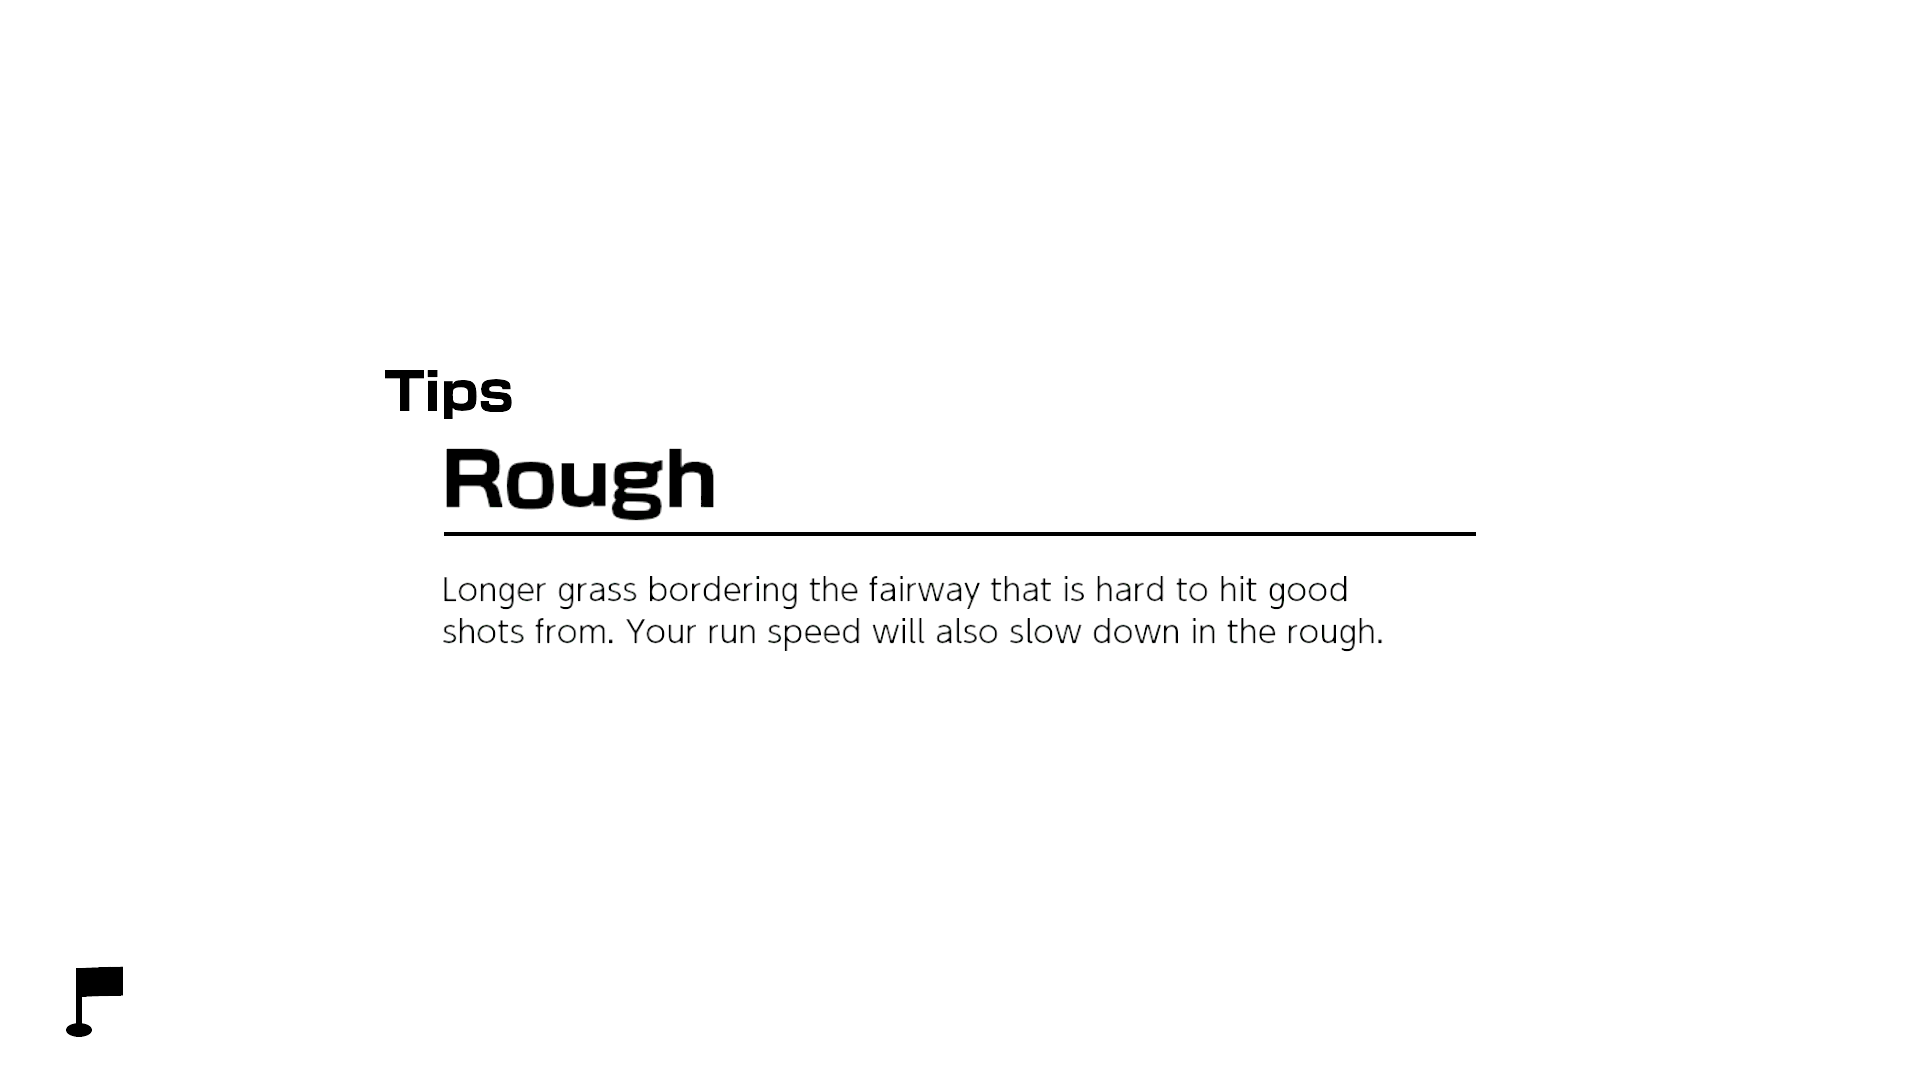 Tips
Rough
Longer grass bordering the fairway that is hard to hit good
shots from. Your run speed will also slow down in the rough.